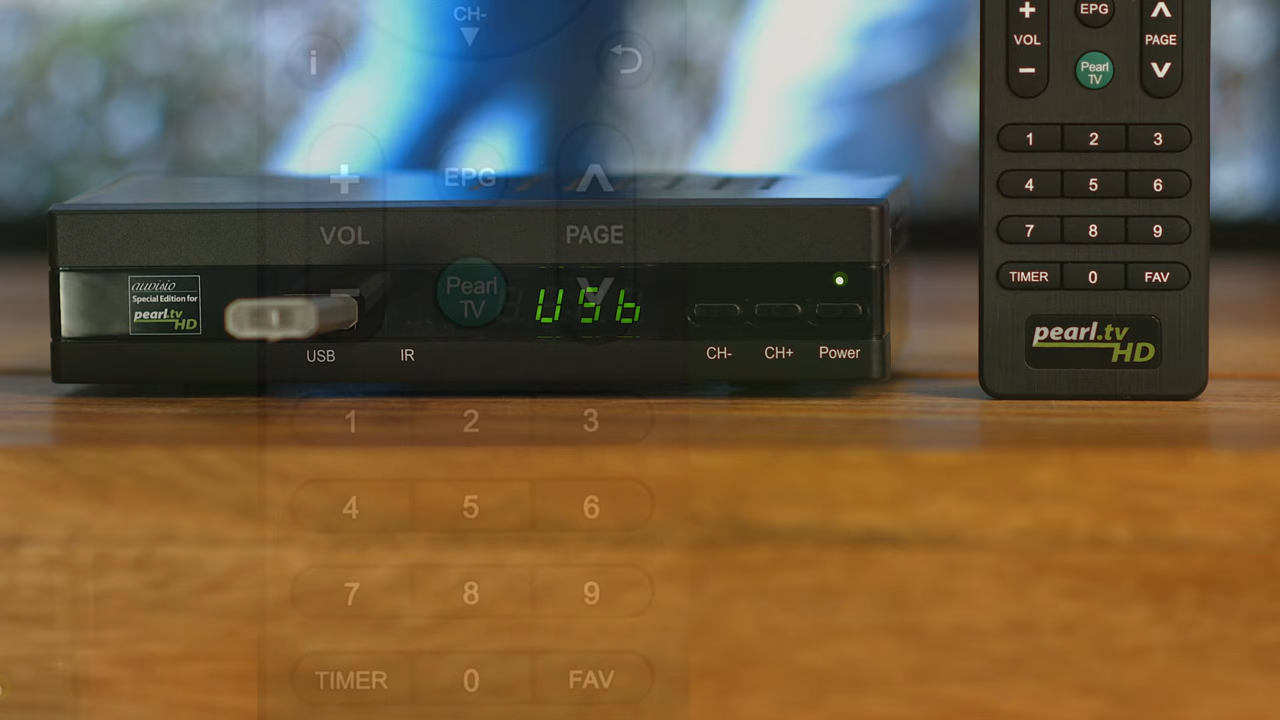 CH-
i
VOL
EPG
PAGE
Pearl
TV
1 2 3
4 5 6
7 8 9
TIMER 0 FAV
auvisio
Special Edition for
pearl.tv
HD
USB
IR
USb
CH-
CH+
Power
EPG
VOL
PAGE
Pearl
TV
1 2 3
4 5 6
7 8 9
TIMER 0 FAV
pearl.tv
HD